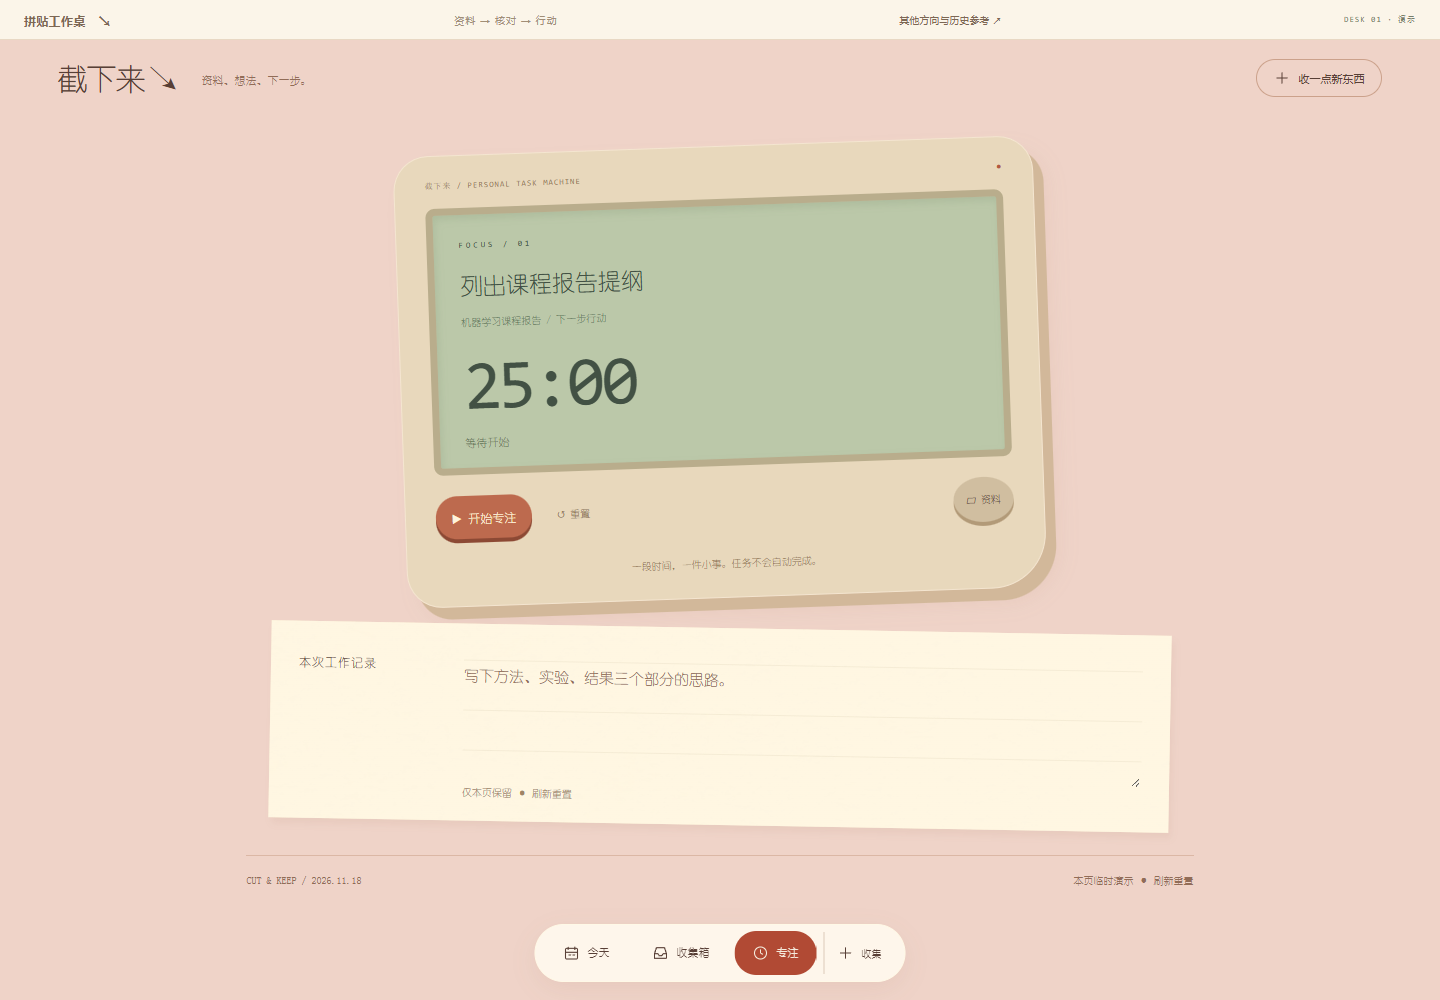 拼贴工作桌 ↘
资料 → 核对 → 行动
其他方向与历史参考 ↗
DESK 01 · 演示
截下来↘
资料、想法、下一步。
+ 收一点新东西
截下来 / PERSONAL TASK MACHINE
FOCUS / 01
列出课程报告提纲
机器学习课程报告 / 下一步行动
25:00
等待开始
▶ 开始专注
↺ 重置
资料
一段时间，一件小事。任务不会自动完成。
本次工作记录
写下方法、实验、结果三个部分的思路。
仅本页保留 ● 刷新重置
CUT & KEEP / 2026.11.18
本页临时演示 ● 刷新重置
今天
收集箱
专注
+ 收集